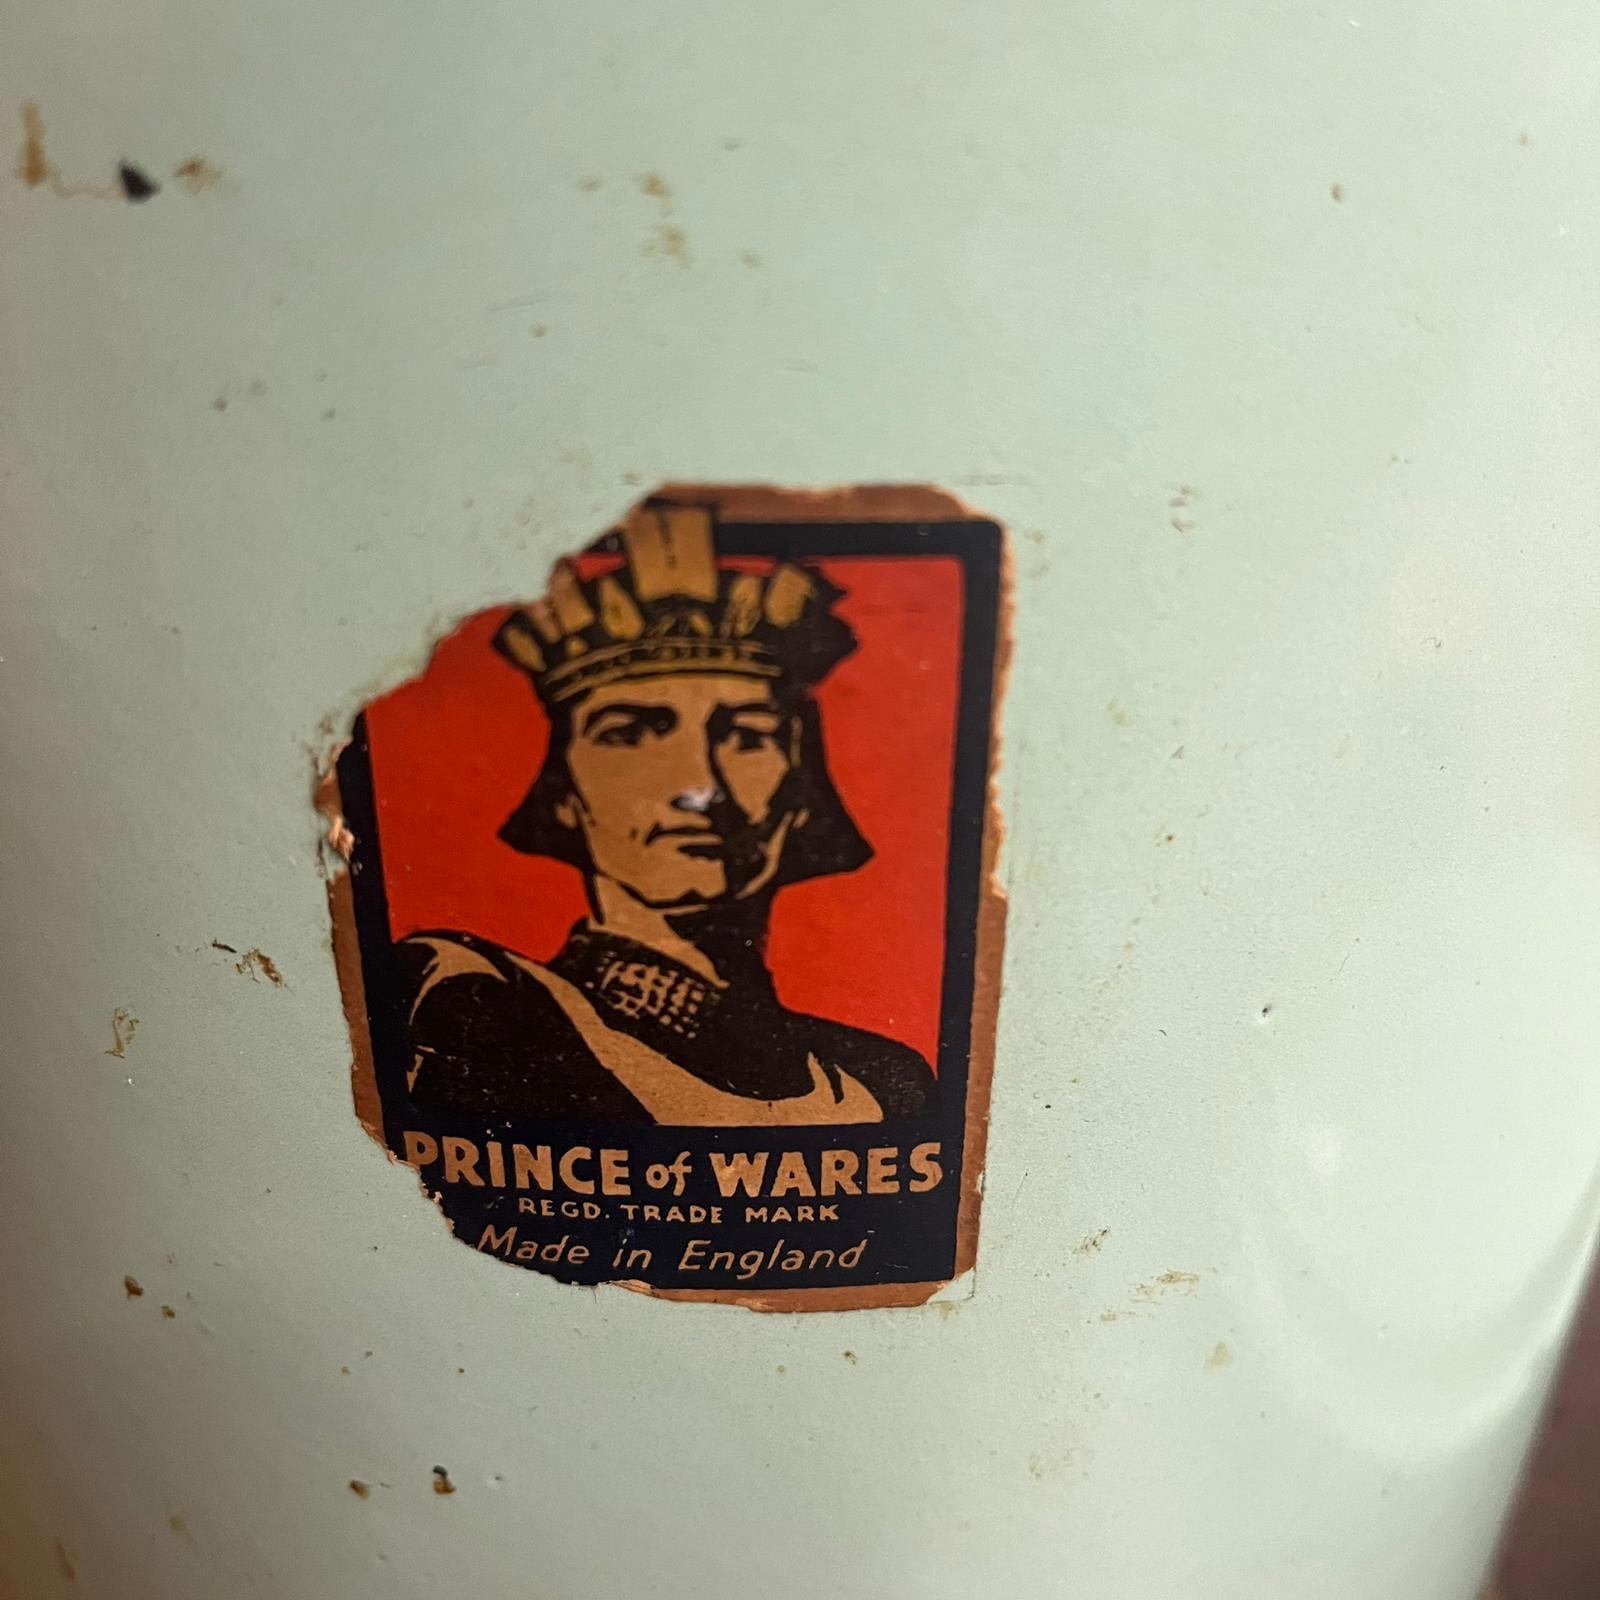 PRINCE of WARES
REGD. TRADE MARK
Made in England